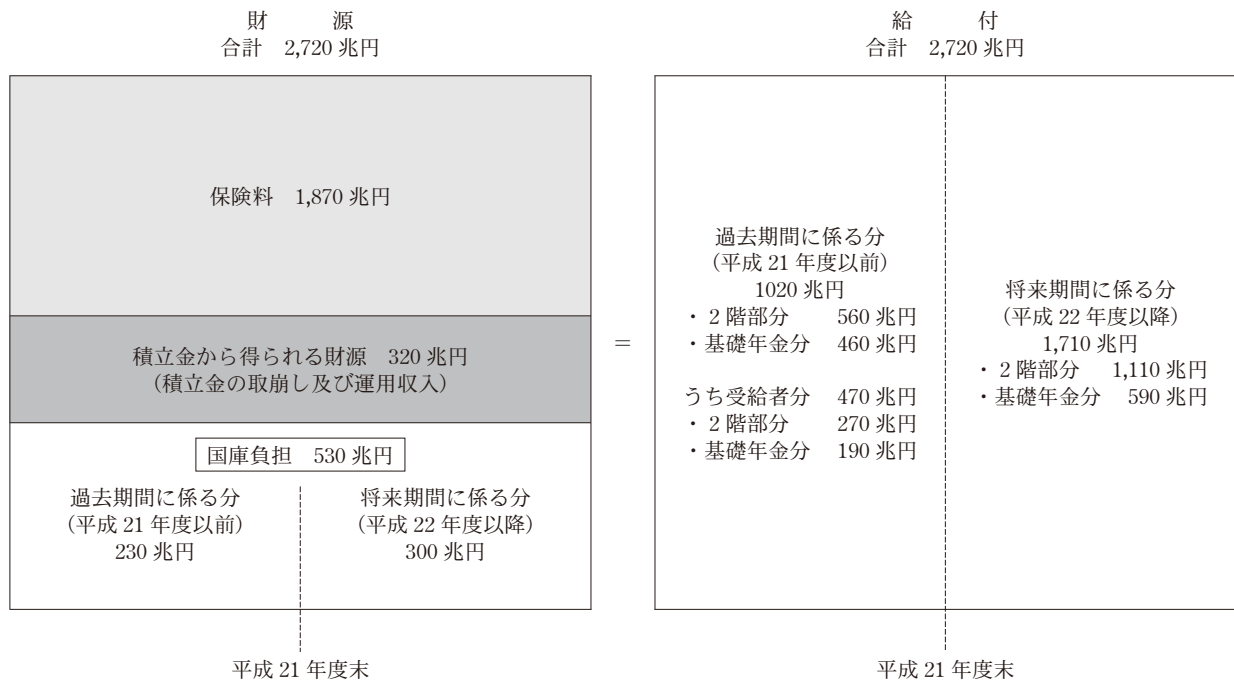 財　　源
合計　2,720 兆円
保険料　1,870 兆円
積立金から得られる財源　320 兆円
（積立金の取崩し及び運用収入）
国庫負担　530 兆円
過去期間に係る分
（平成 21 年度以前）
230 兆円
将来期間に係る分
（平成 22 年度以降）
300 兆円
平成 21 年度末
＝
給　　付
合計　2,720 兆円
過去期間に係る分
（平成 21 年度以前）
1020 兆円
・ 2 階部分　560 兆円
・基礎年金分　460 兆円
うち受給者分　470 兆円
・ 2 階部分　270 兆円
・基礎年金分　190 兆円
将来期間に係る分
（平成 22 年度以降）
1,710 兆円
・ 2 階部分　1,110 兆円
・基礎年金分　590 兆円
平成 21 年度末